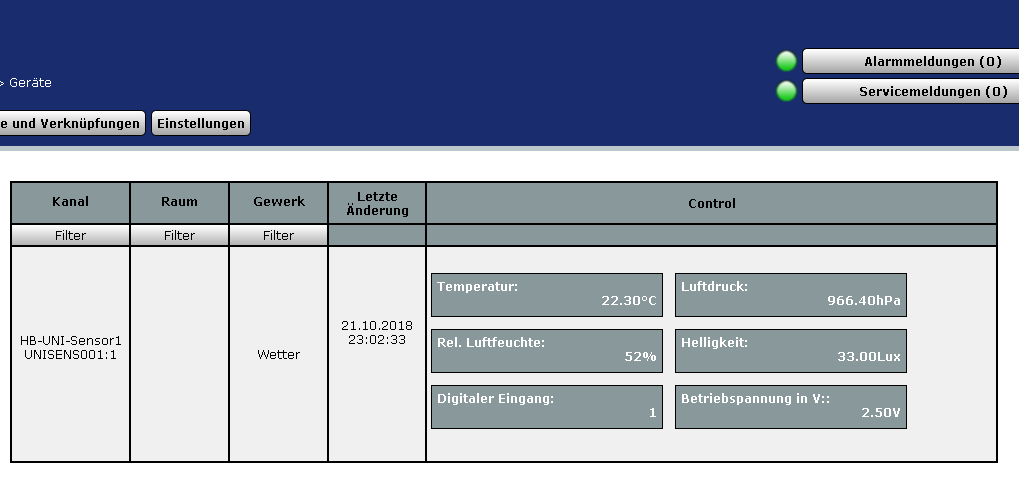 Alarmmeldungen (0)
> Geräte
Servicemeldungen (0)
e und Verknüpfungen
Einstellungen
Kanal
Raum
Gewerk
Letzte
Änderung
Control
Filter
Filter
Filter
HB-UNI-Sensor1
UNISENS001:1
Wetter
21.10.2018
23:02:33
Temperatur:
22.30°C
Luftdruck:
966.40hPa
Rel. Luftfeuchte:
52%
Helligkeit:
33.00Lux
Digitaler Eingang:
1
Betriebspannung in V::
2.50V